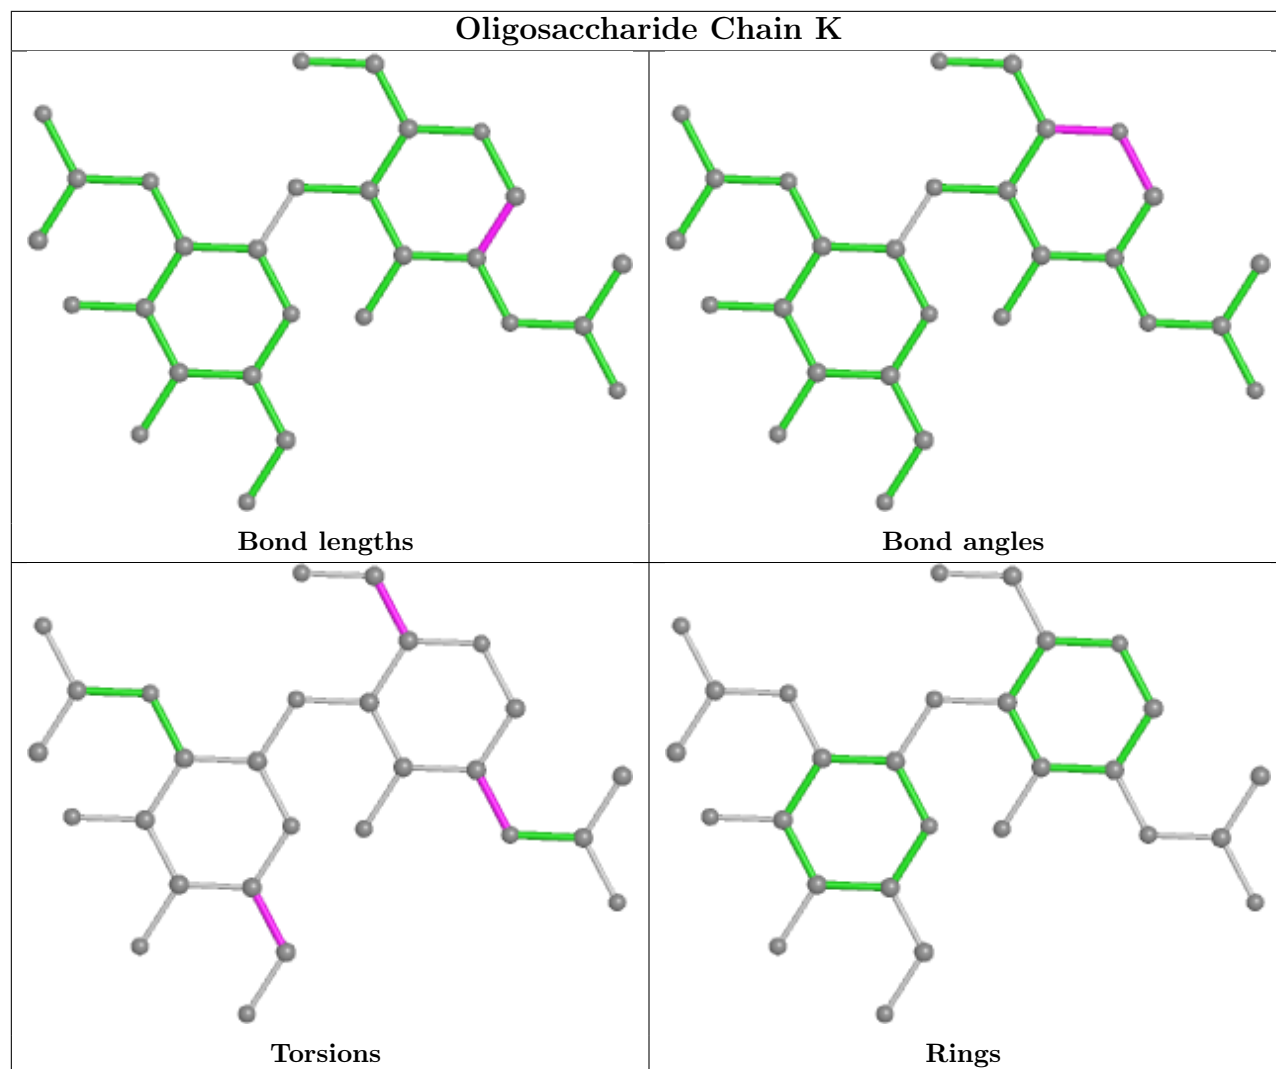 Oligosaccharide Chain K
Bond lengths
Bond angles
Torsions
Rings